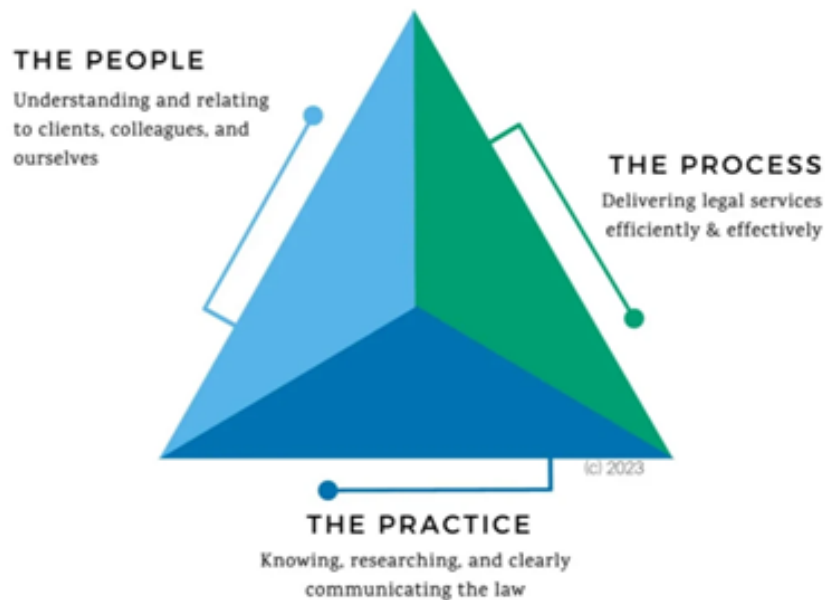 THE PEOPLE
Understanding and relating
to clients, colleagues, and
ourselves
THE PROCESS
Delivering legal services
efficiently & effectively
(c) 2023
THE PRACTICE
Knowing, researching, and clearly
communicating the law